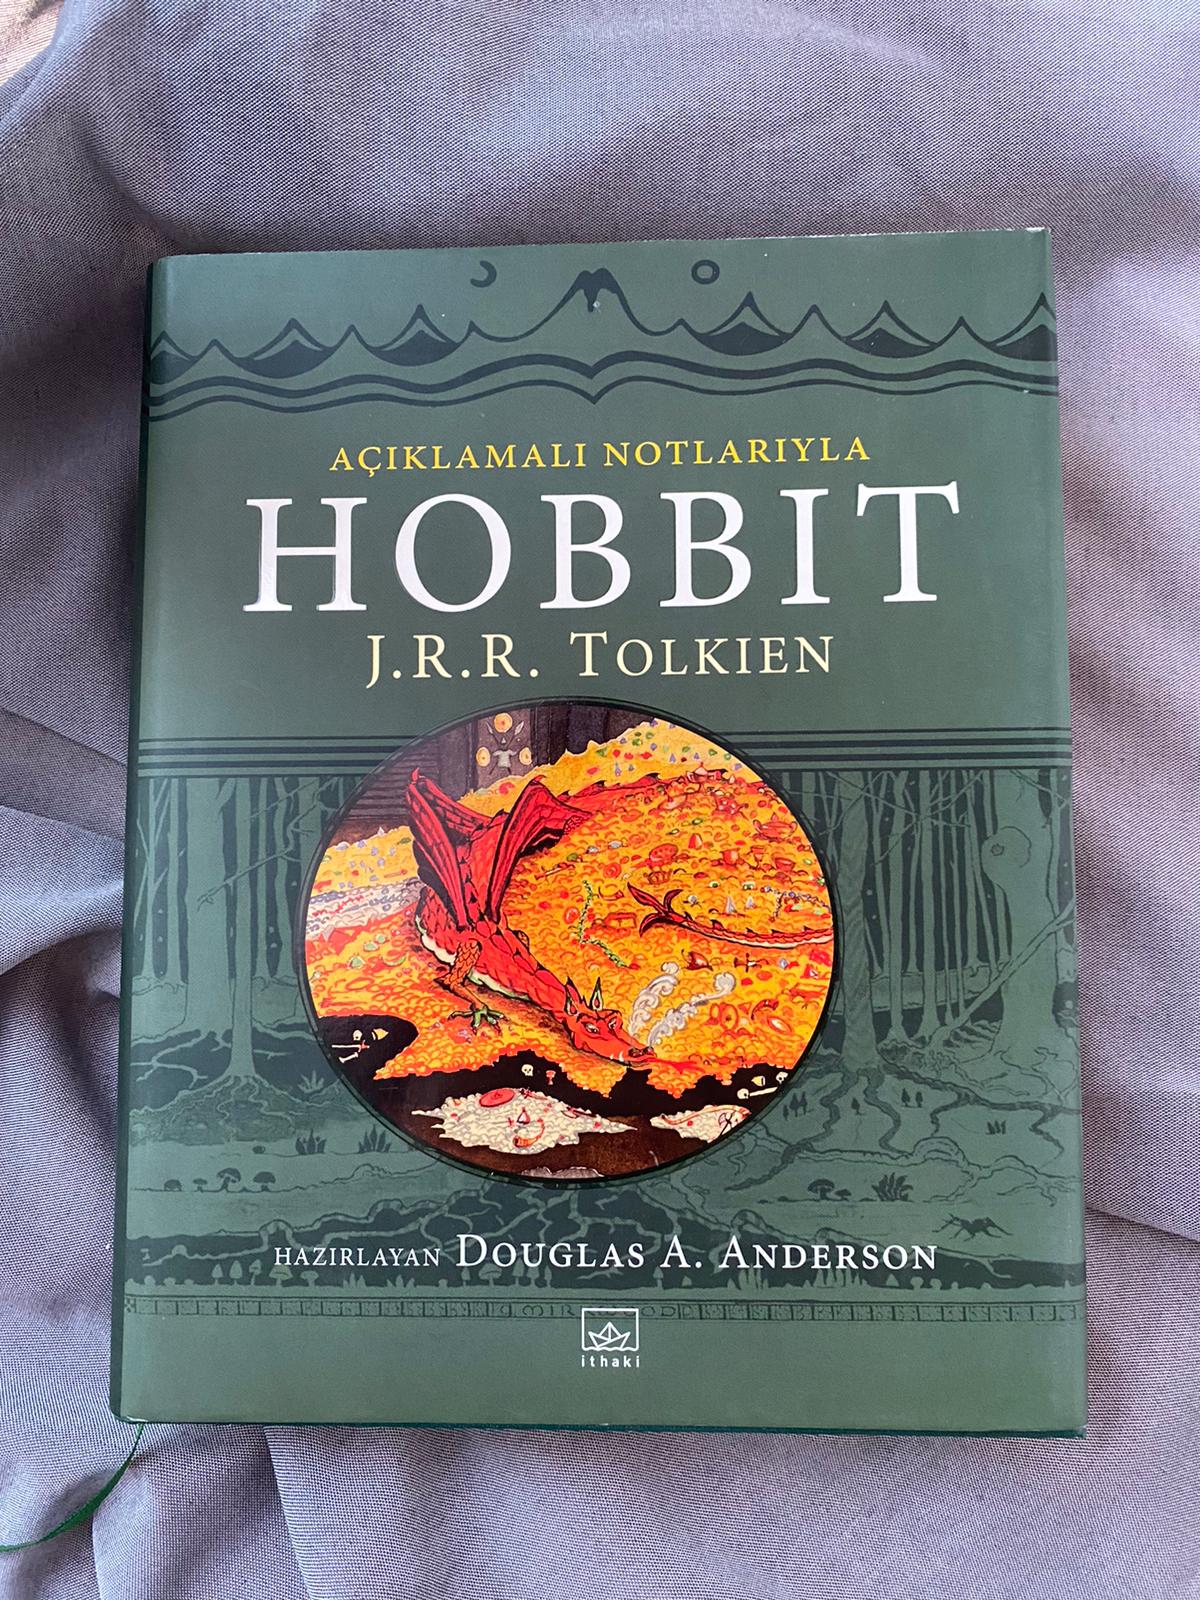 AÇIKLAMALI NOTLARIYLA
HOBBIT
J.R.R. TOLKIEN
HAZIRLAYAN DOUGLAS A. ANDERSON
ithaki